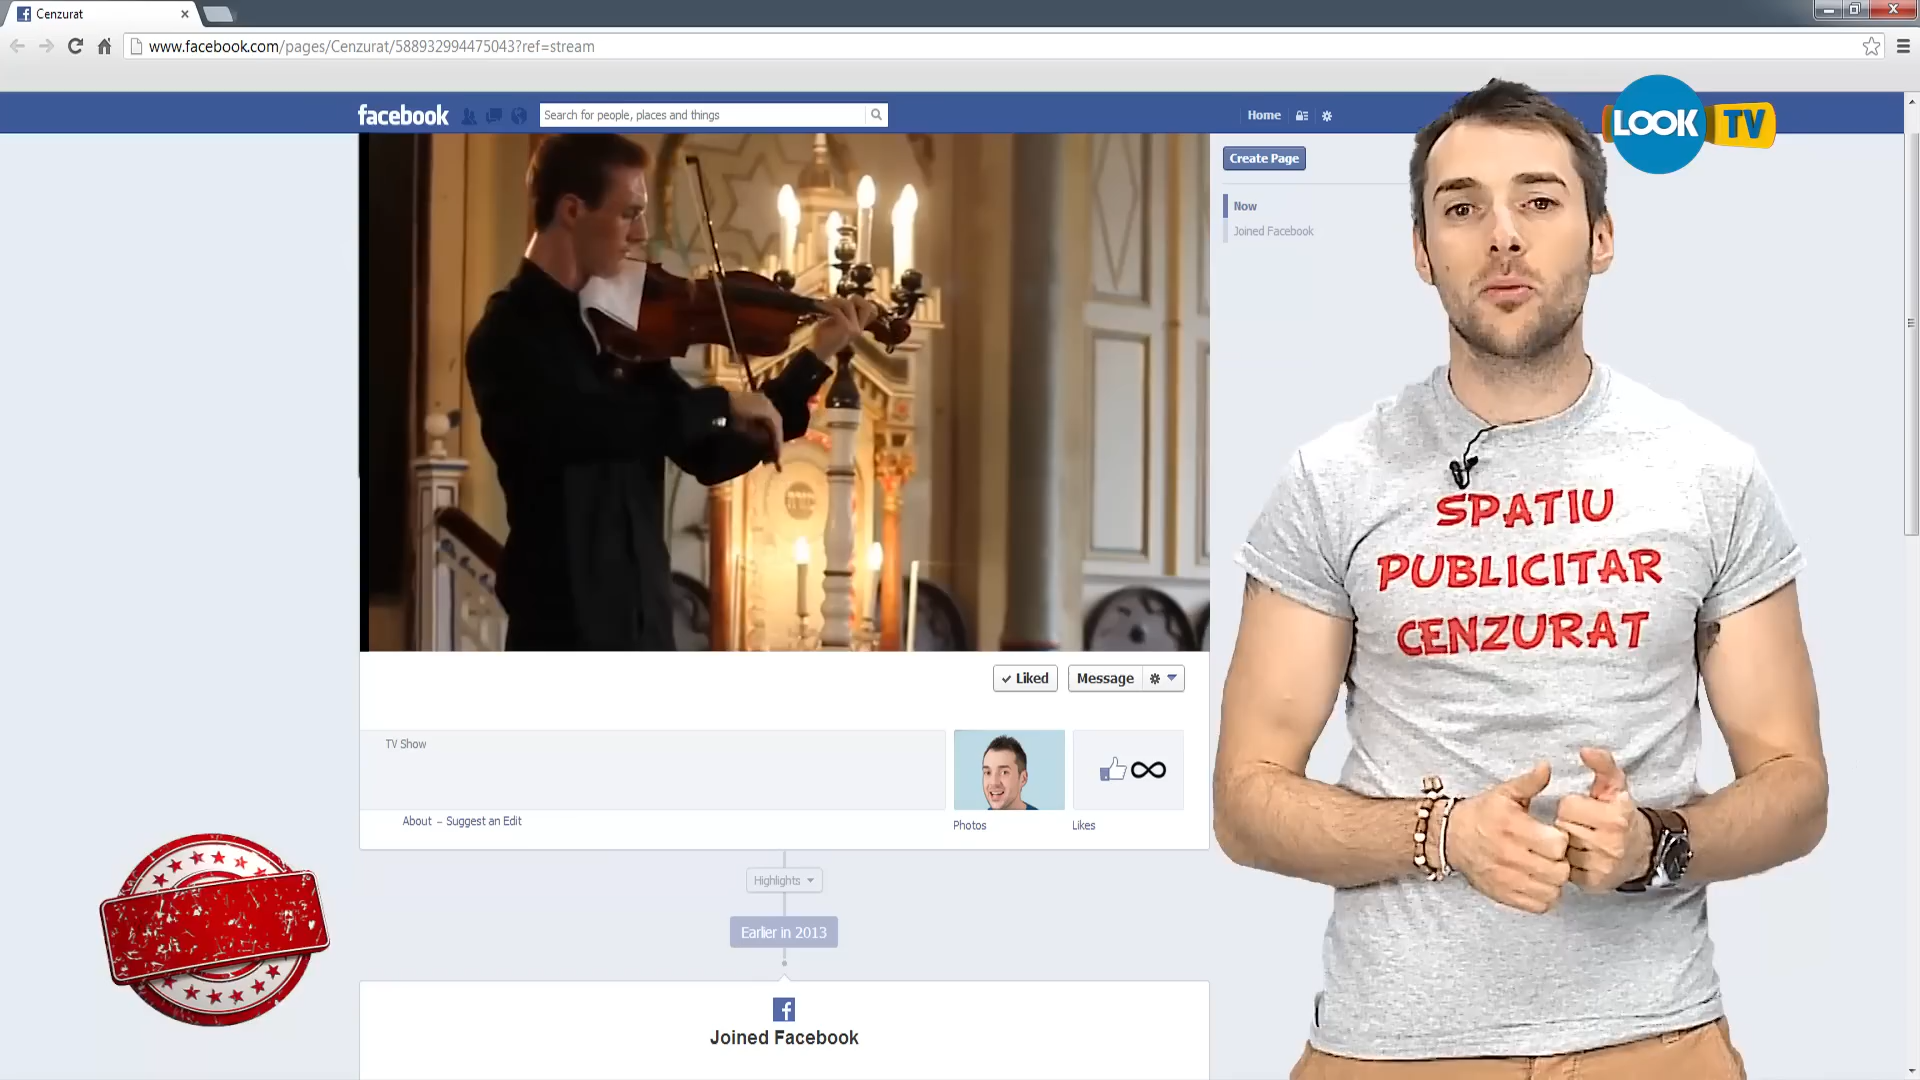 Cenzurat
www.facebook.com/pages/Cenzurat/588932994475043?ref=stream
facebook
Search for people, places and things
Home
LOOK TV
Create Page
Now
Joined Facebook
SPATIU
PUBLICITAR
CENZURAT
Liked
Message
TV Show
About – Suggest an Edit
Photos
Likes
Highlights
Earlier in 2013
Joined Facebook